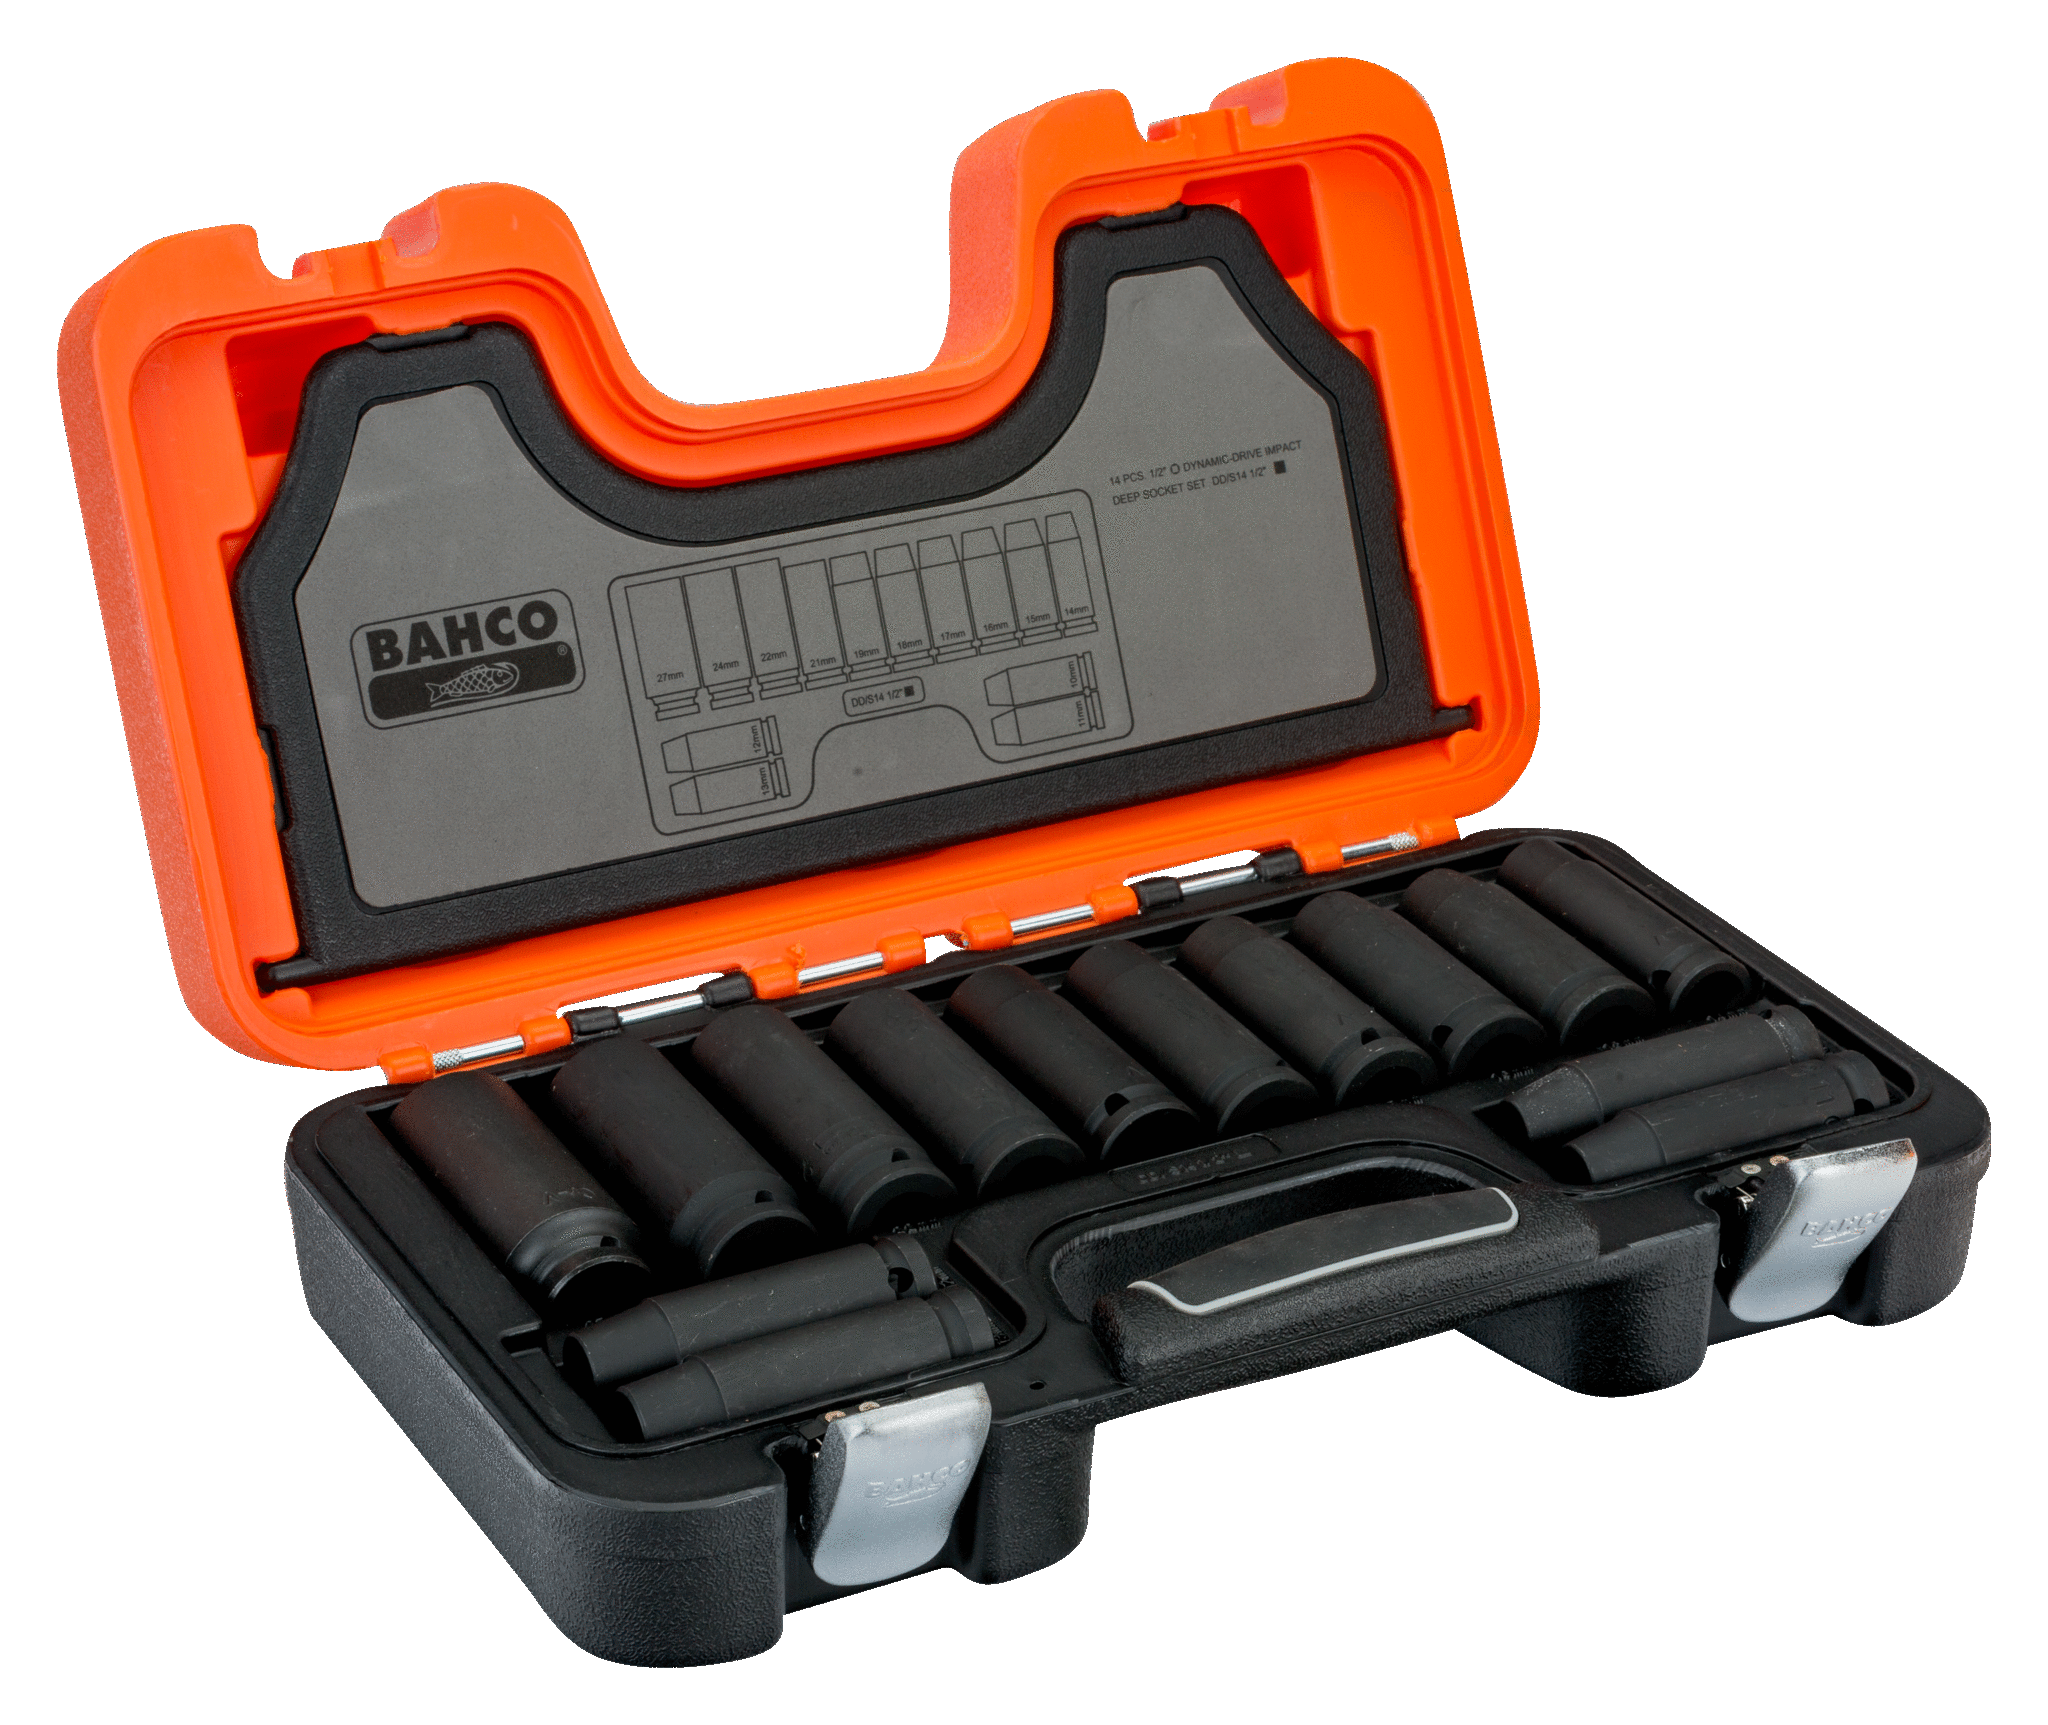 14 PCS. 1/2" DYNAMIC-DRIVE IMPACT
DEEP SOCKET SET DD/S14 1/2"
BAHCO
®
27mm
24mm
22mm
21mm
19mm
18mm
17mm
16mm
15mm
14mm
DD/S14 1/2"
12mm
13mm
10mm
11mm
BAHCO
BAHCO